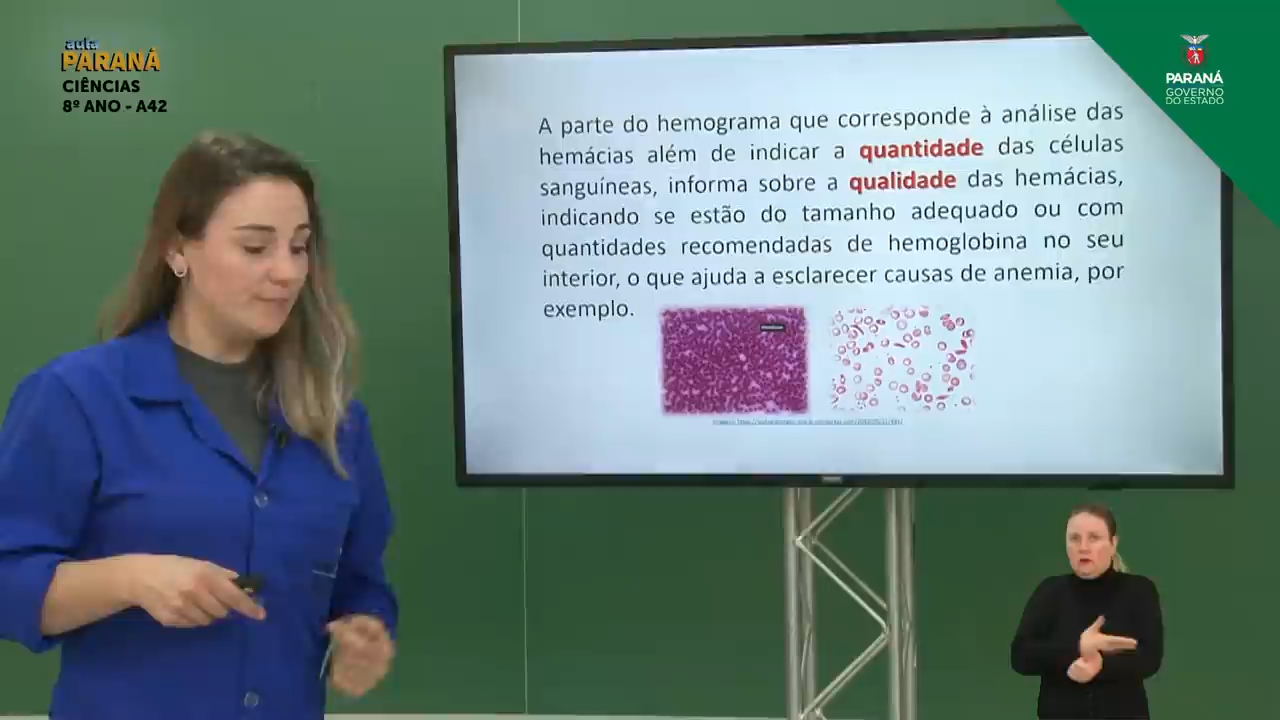 aula
PARANÁ
CIÊNCIAS
8º ANO - A42
PARANÁ
GOVERNO
DO ESTADO
A parte do hemograma que corresponde à análise das
hemácias além de indicar a quantidade das células
sanguíneas, informa sobre a qualidade das hemácias,
indicando se estão do tamanho adequado ou com
quantidades recomendadas de hemoglobina no seu
interior, o que ajuda a esclarecer causas de anemia, por
exemplo.